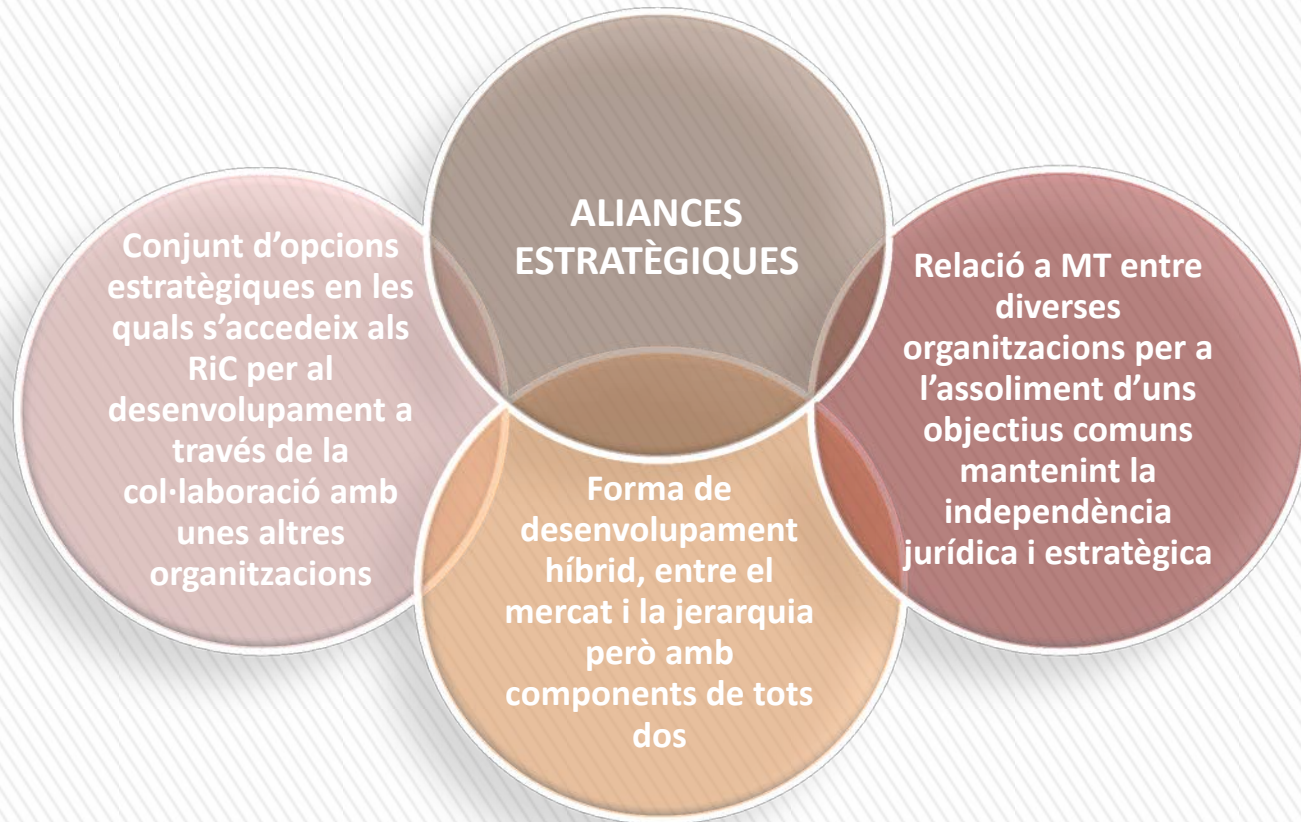 ALIANCES
ESTRATÈGIQUES
Conjunt d’opcions
estratègiques en les
quals s’accedeix als
RiC per al
desenvolupament a
través de la
col·laboració amb
unes altres
organitzacions
Forma de
desenvolupament
híbrid, entre el
mercat i la jerarquia
però amb
components de tots
dos
Relació a MT entre
diverses
organitzacions per a
l’assoliment d’uns
objectius comuns
mantenint la
independència
jurídica i estratègica